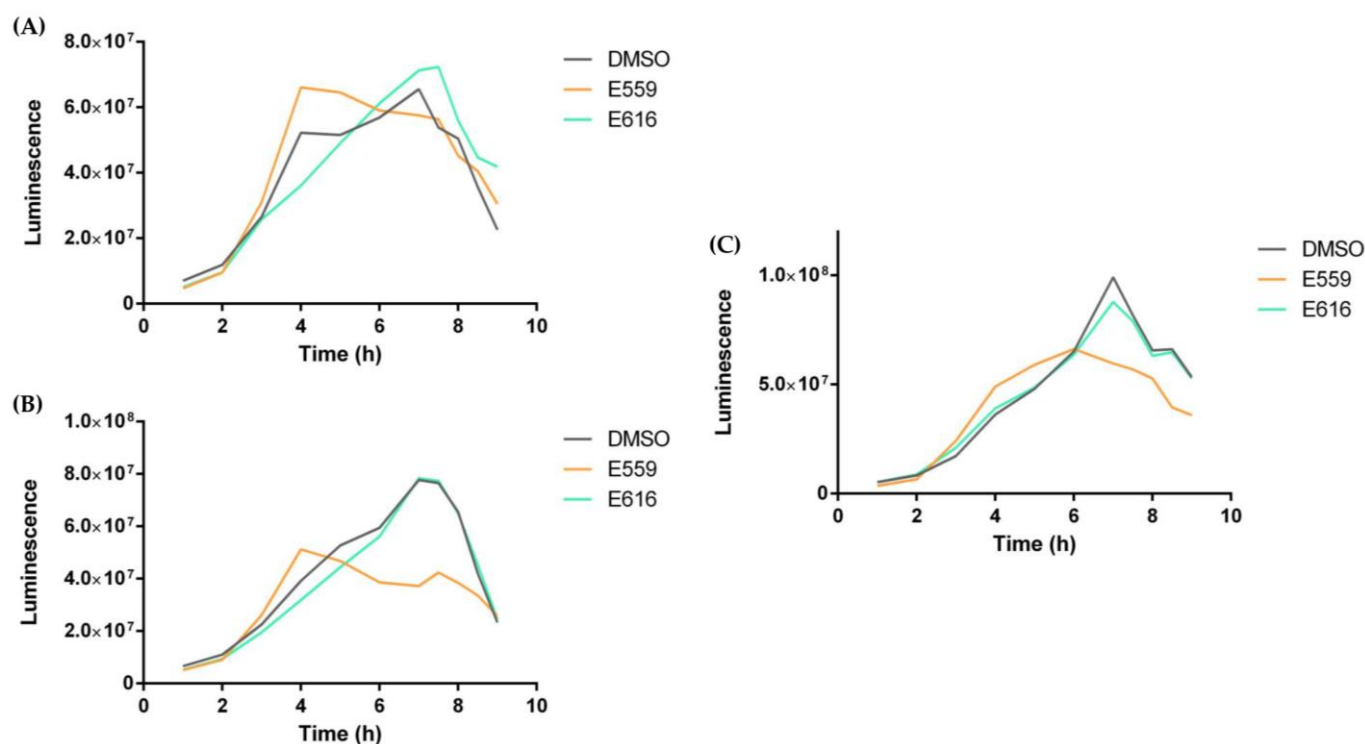 (A)
8.0×10⁷
6.0×10⁷
4.0×10⁷
2.0×10⁷
0
Luminescence
0 2 4 6 8 10
Time (h)
DMSO
E559
E616
(B)
1.0×10⁸
8.0×10⁷
6.0×10⁷
4.0×10⁷
2.0×10⁷
0
Luminescence
0 2 4 6 8 10
Time (h)
DMSO
E559
E616
(C)
1.0×10⁸
5.0×10⁷
0
Luminescence
0 2 4 6 8 10
Time (h)
DMSO
E559
E616